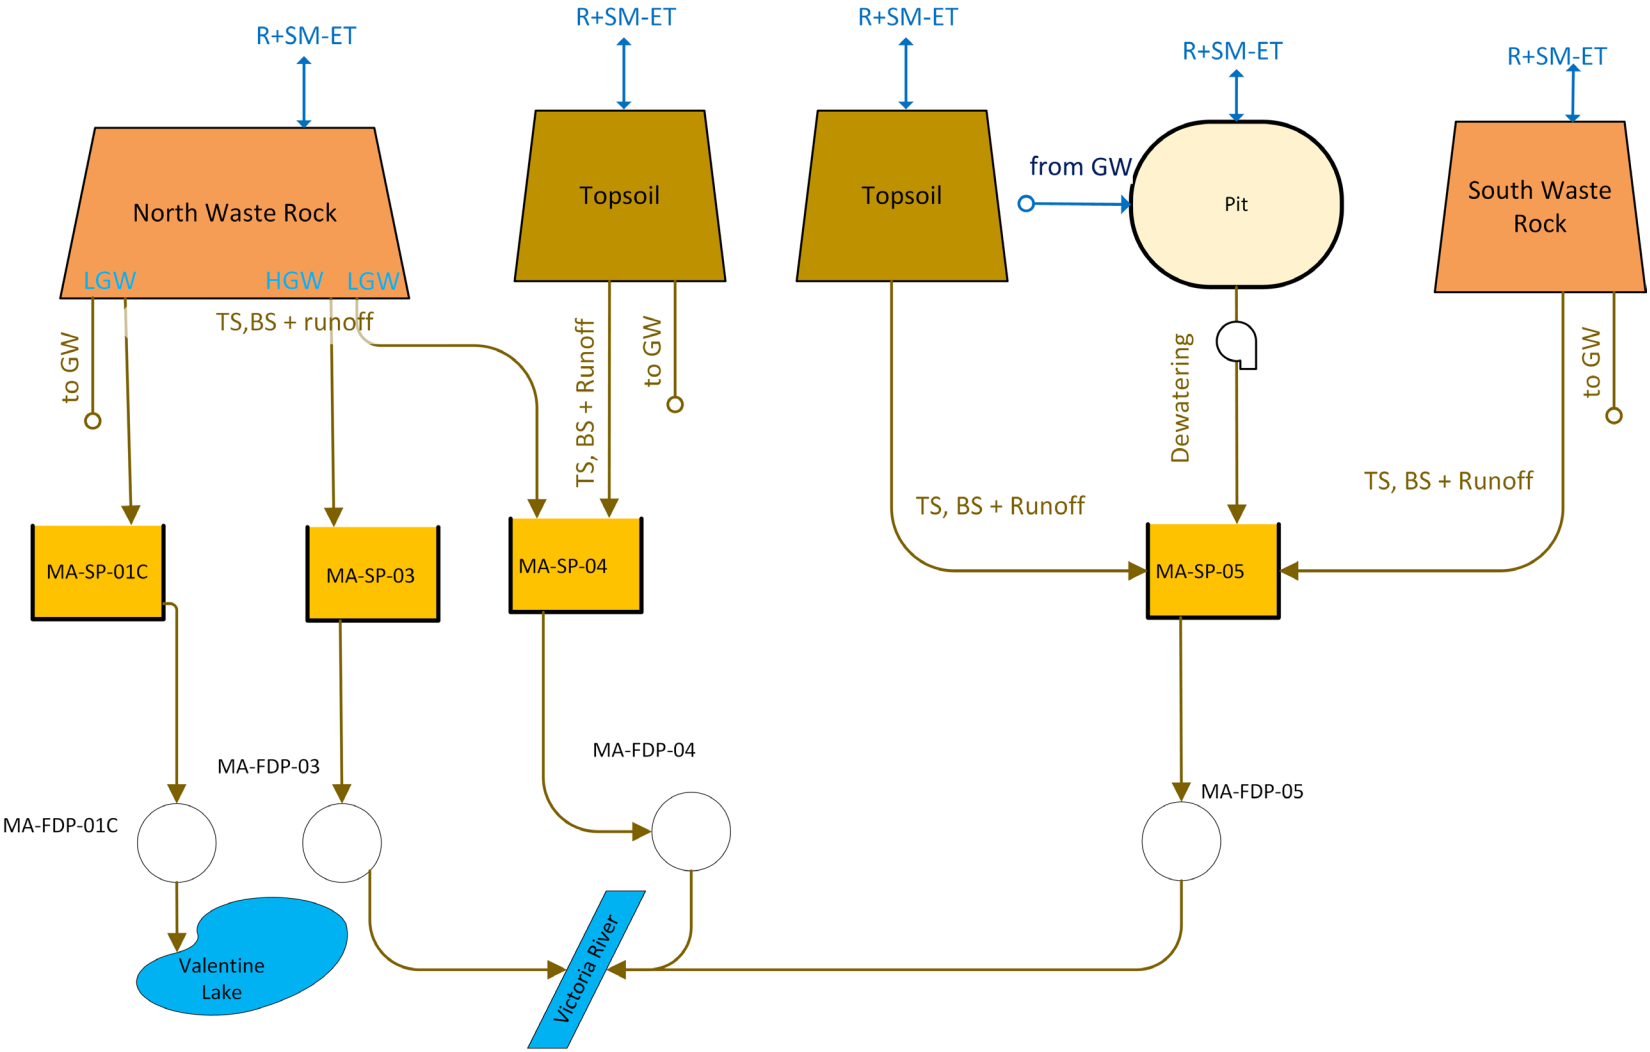 R+SM-ET
R+SM-ET
R+SM-ET
R+SM-ET
R+SM-ET
North Waste Rock
LGW
HGW
LGW
Topsoil
Topsoil
from GW
Pit
South Waste
Rock
to GW
TS,BS + runoff
TS, BS + Runoff
to GW
TS, BS + Runoff
Dewatering
TS, BS + Runoff
to GW
MA-SP-01C
MA-SP-03
MA-SP-04
MA-SP-05
MA-FDP-01C
MA-FDP-03
MA-FDP-04
MA-FDP-05
Valentine
Lake
Victoria River